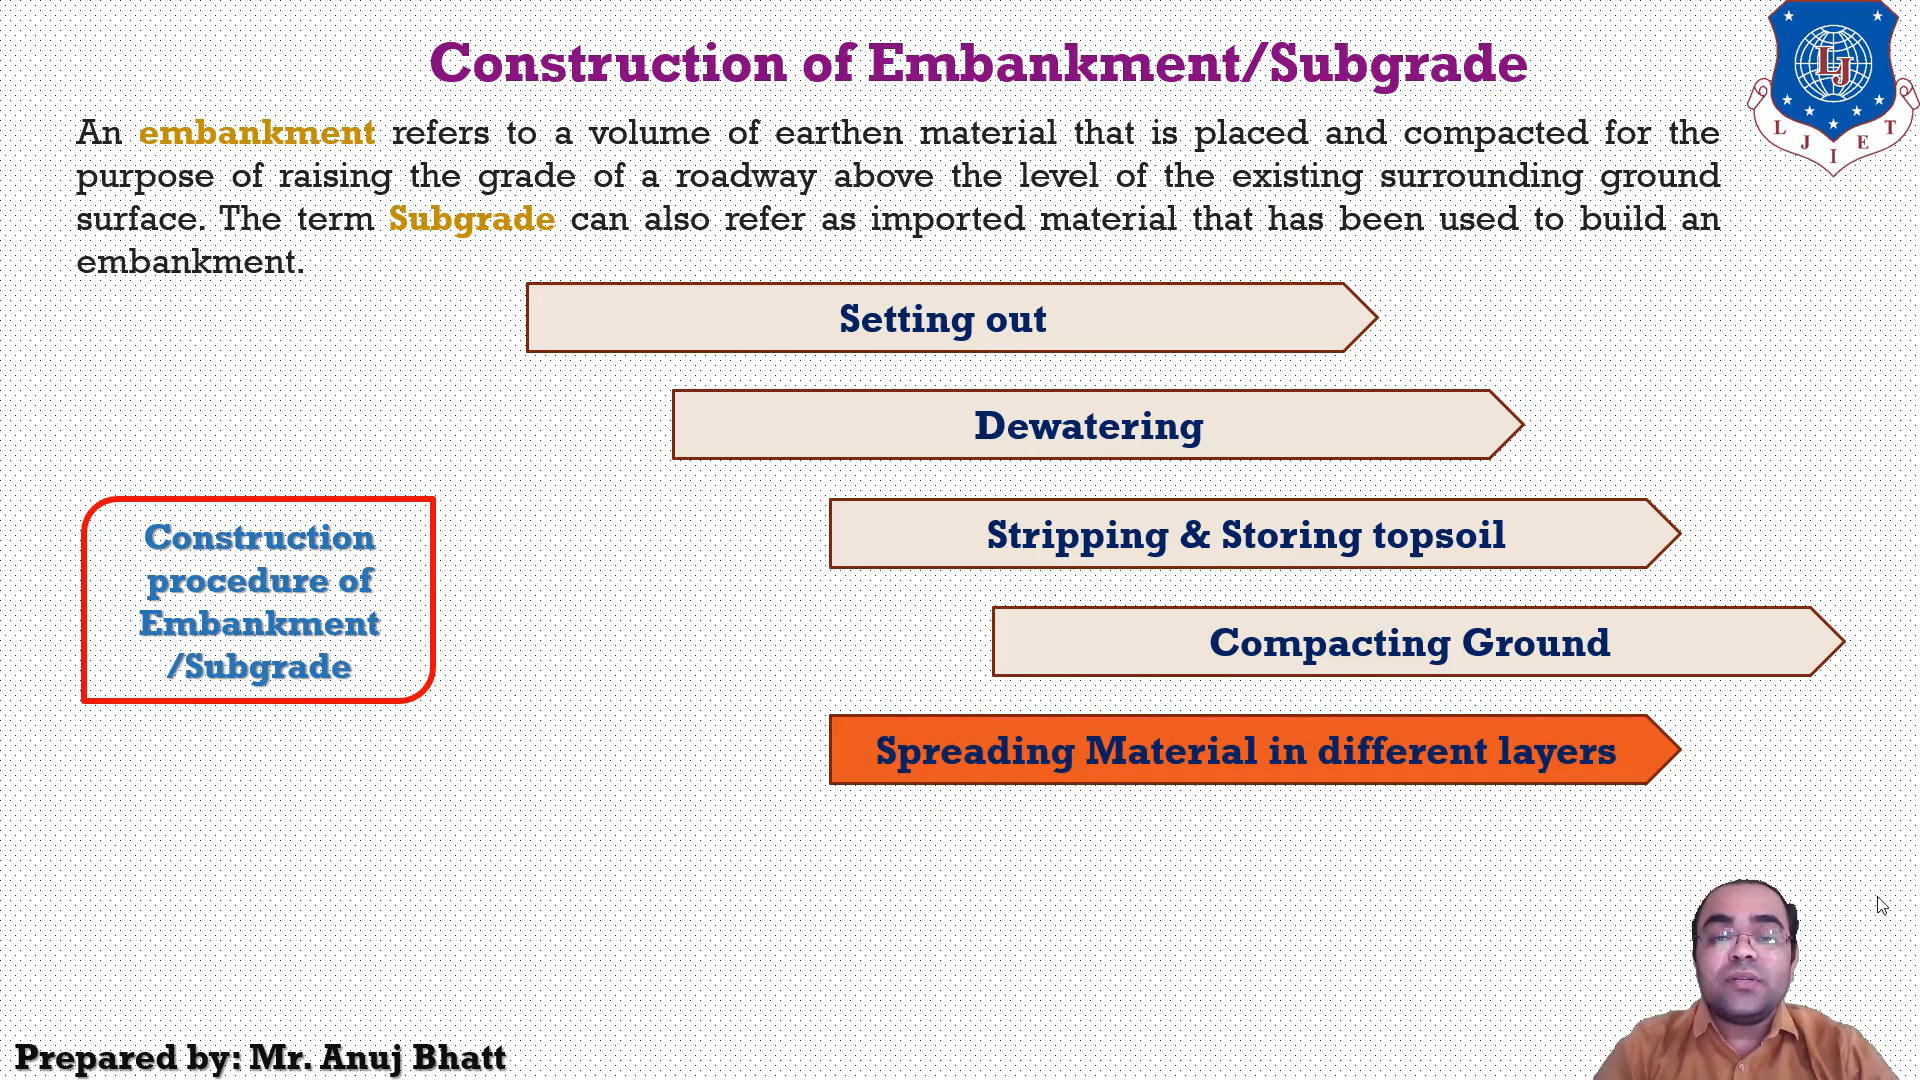 Construction of Embankment/Subgrade
An embankment refers to a volume of earthen material that is placed and compacted for the
purpose of raising the grade of a roadway above the level of the existing surrounding ground
surface. The term Subgrade can also refer as imported material that has been used to build an
embankment.
LJ
L J I E T
Setting out
Dewatering
Stripping & Storing topsoil
Construction
procedure of
Embankment
/Subgrade
Compacting Ground
Spreading Material in different layers
Prepared by: Mr. Anuj Bhatt